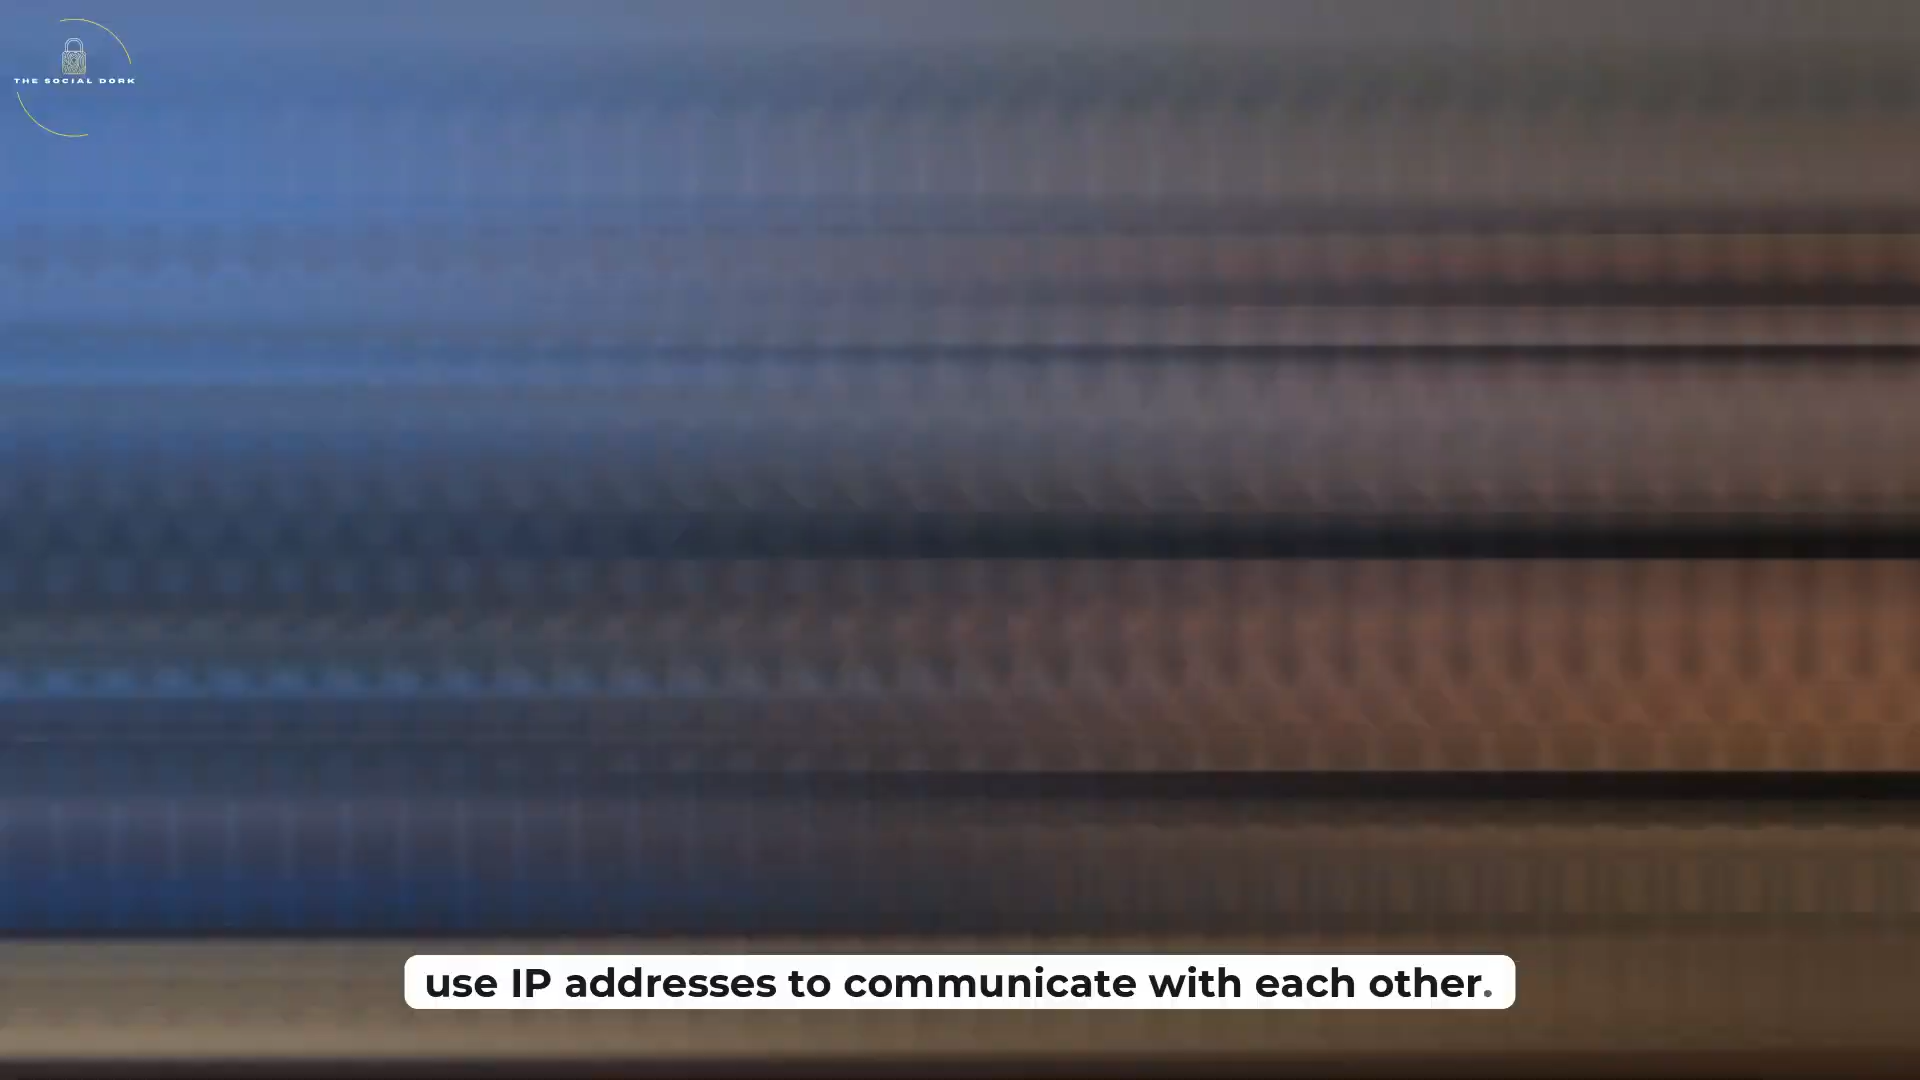 THE SOCIAL DORK
use IP addresses to communicate with each other.